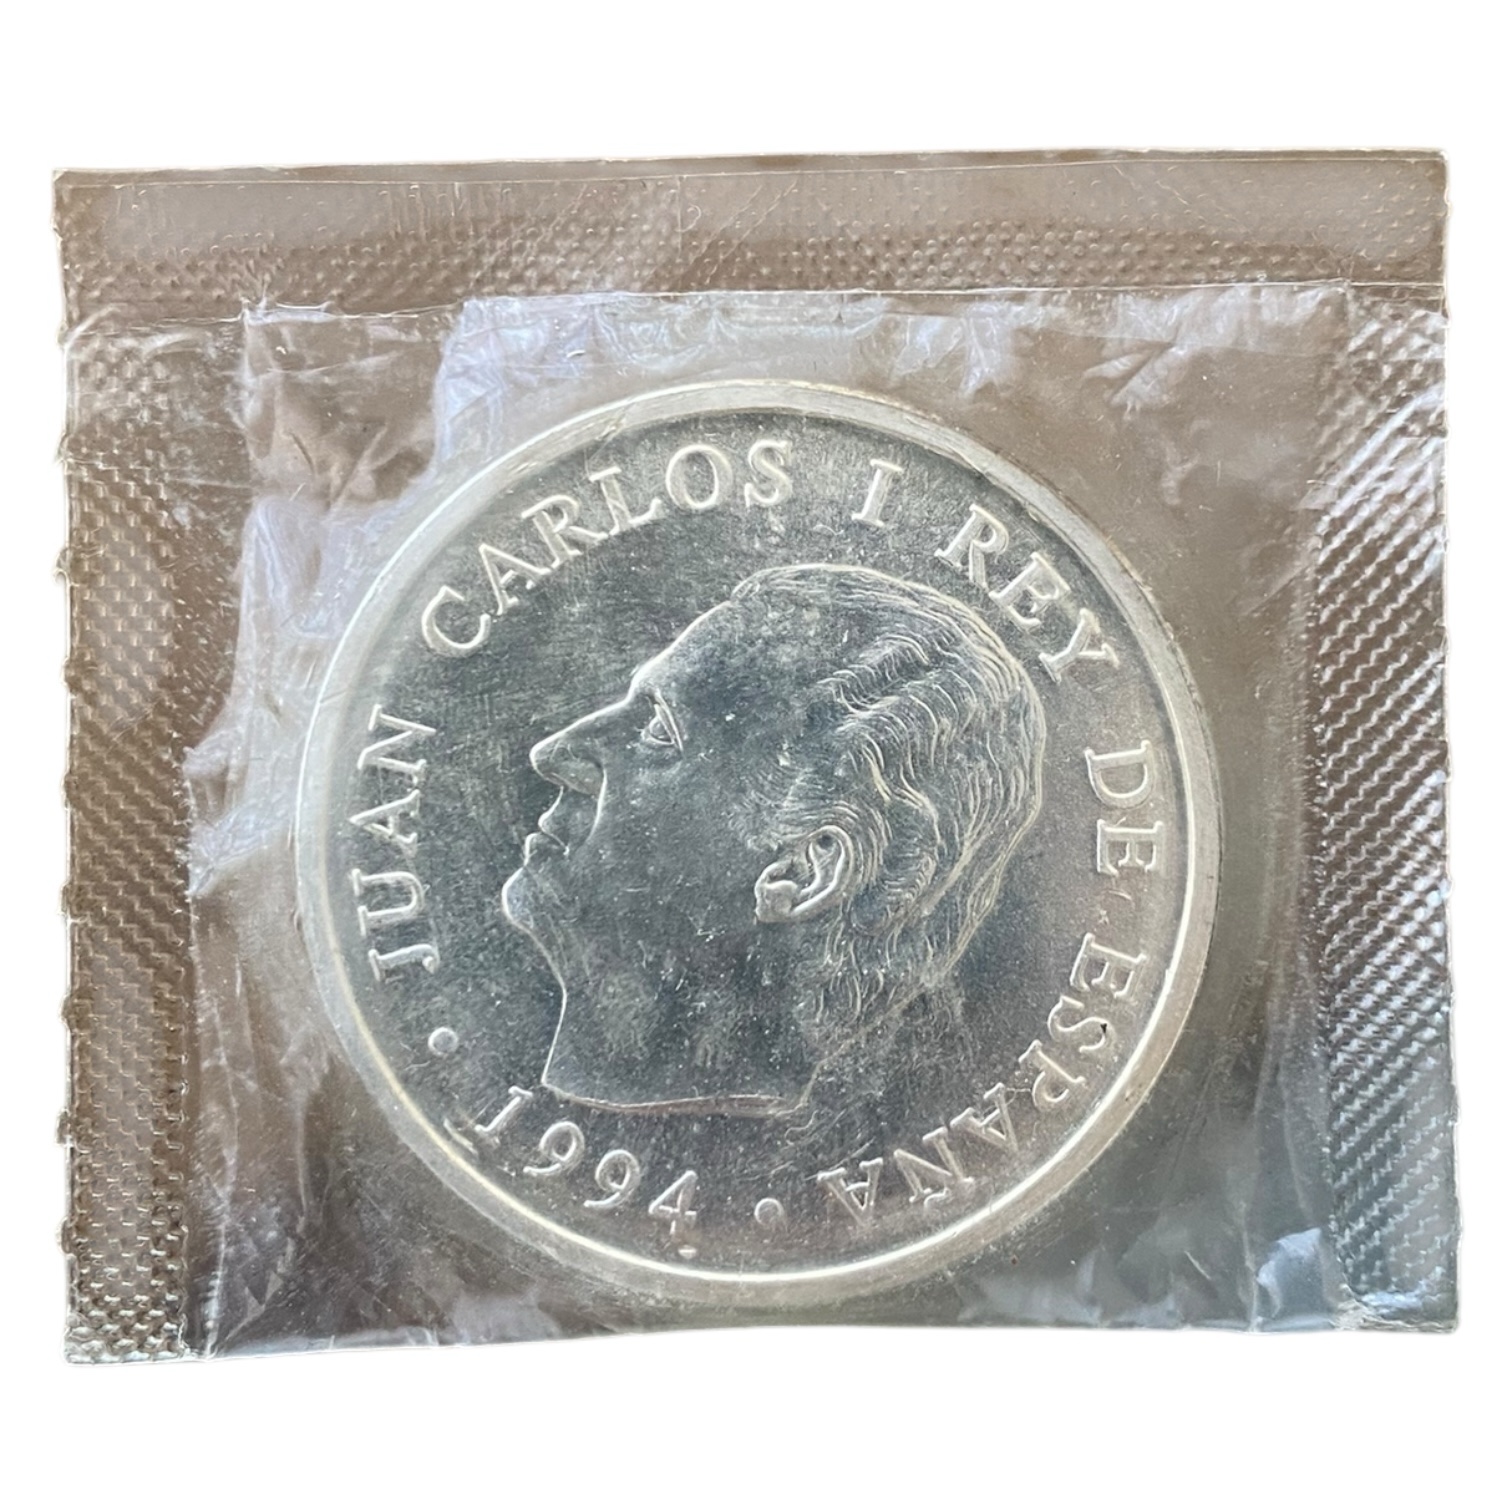 • JUAN CARLOS I REY DE ESPAÑA •
1994